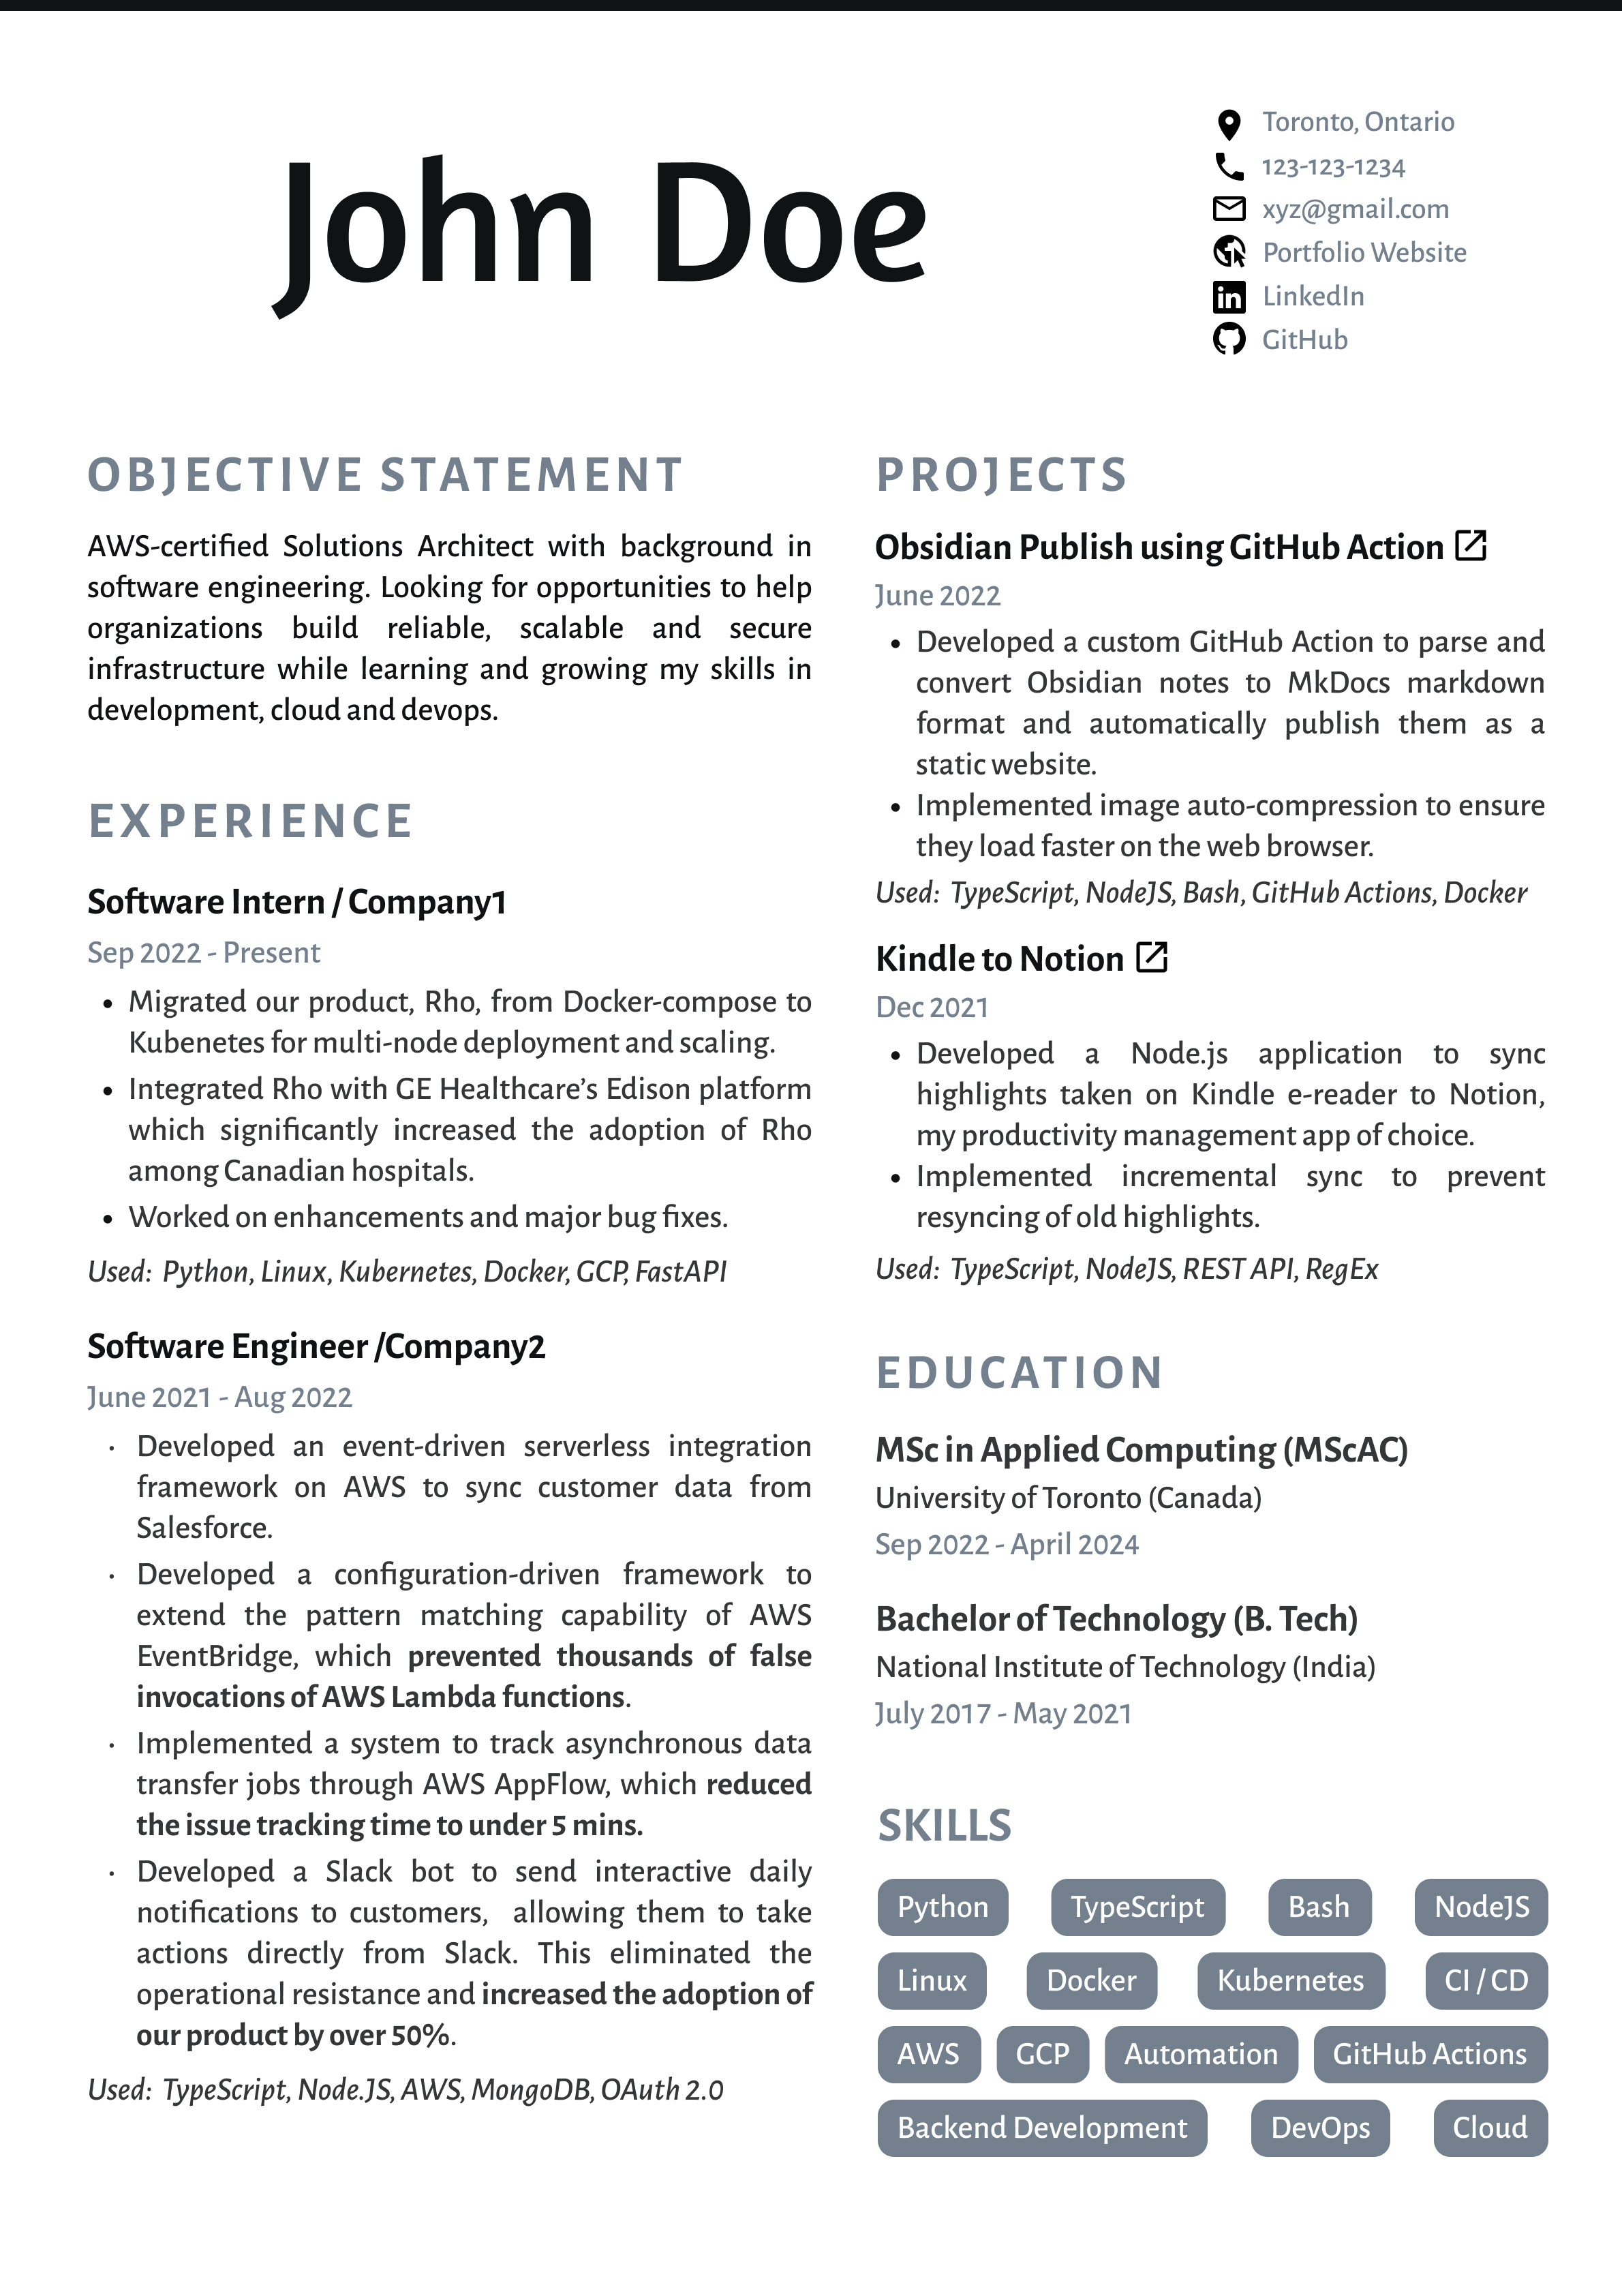 John Doe
Toronto, Ontario
123-123-1234
xyz@gmail.com
Portfolio Website
LinkedIn
GitHub
OBJECTIVE STATEMENT
AWS-certified Solutions Architect with background in
software engineering. Looking for opportunities to help
organizations build reliable, scalable and secure
infrastructure while learning and growing my skills in
development, cloud and devops.
EXPERIENCE
Software Intern / Company1
Sep 2022 - Present
• Migrated our product, Rho, from Docker-compose to
Kubenetes for multi-node deployment and scaling.
• Integrated Rho with GE Healthcare’s Edison platform
which significantly increased the adoption of Rho
among Canadian hospitals.
• Worked on enhancements and major bug fixes.
Used: Python, Linux, Kubernetes, Docker, GCP, FastAPI
Software Engineer /Company2
June 2021 - Aug 2022
· Developed an event-driven serverless integration
framework on AWS to sync customer data from
Salesforce.
· Developed a configuration-driven framework to
extend the pattern matching capability of AWS
EventBridge, which prevented thousands of false
invocations of AWS Lambda functions.
· Implemented a system to track asynchronous data
transfer jobs through AWS AppFlow, which reduced
the issue tracking time to under 5 mins.
· Developed a Slack bot to send interactive daily
notifications to customers, allowing them to take
actions directly from Slack. This eliminated the
operational resistance and increased the adoption of
our product by over 50%.
Used: TypeScript, Node.JS, AWS, MongoDB, OAuth 2.0
PROJECTS
Obsidian Publish using GitHub Action
June 2022
• Developed a custom GitHub Action to parse and
convert Obsidian notes to MkDocs markdown
format and automatically publish them as a
static website.
• Implemented image auto-compression to ensure
they load faster on the web browser.
Used: TypeScript, NodeJS, Bash, GitHub Actions, Docker
Kindle to Notion
Dec 2021
• Developed a Node.js application to sync
highlights taken on Kindle e-reader to Notion,
my productivity management app of choice.
• Implemented incremental sync to prevent
resyncing of old highlights.
Used: TypeScript, NodeJS, REST API, RegEx
EDUCATION
MSc in Applied Computing (MScAC)
University of Toronto (Canada)
Sep 2022 - April 2024
Bachelor of Technology (B. Tech)
National Institute of Technology (India)
July 2017 - May 2021
SKILLS
Python TypeScript Bash NodeJS
Linux Docker Kubernetes CI / CD
AWS GCP Automation GitHub Actions
Backend Development DevOps Cloud